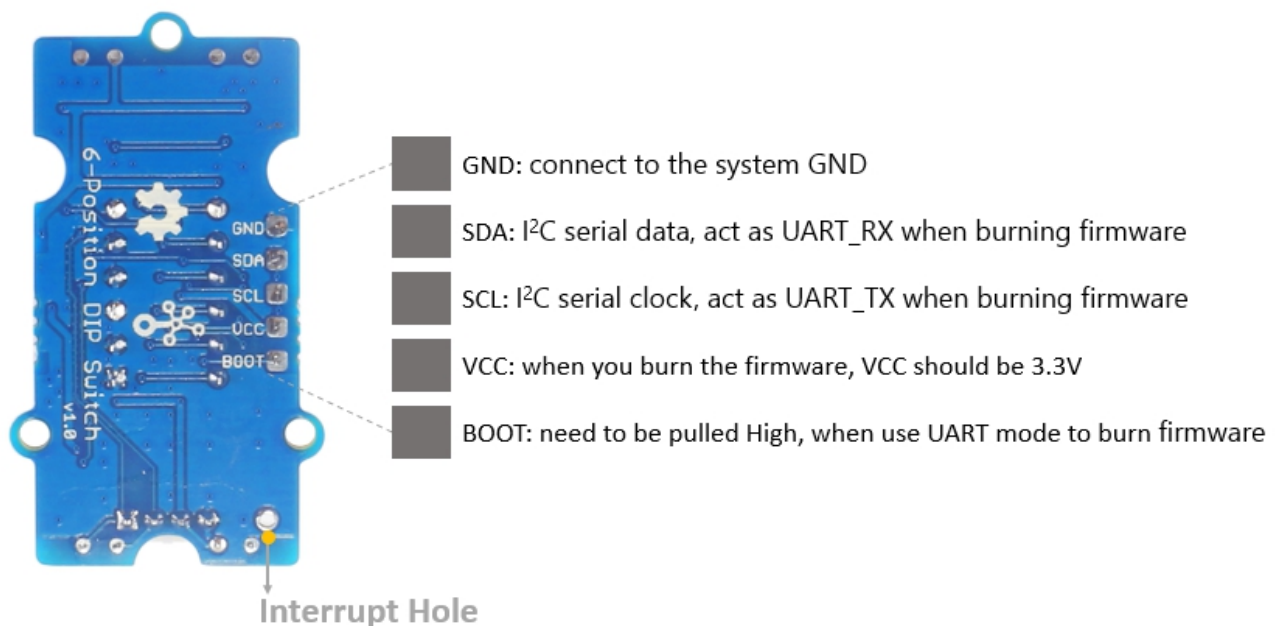 6-Position DIP Switch
v1.0
GND
SDA
SCL
VCC
BOOT
GND: connect to the system GND
SDA: I²C serial data, act as UART_RX when burning firmware
SCL: I²C serial clock, act as UART_TX when burning firmware
VCC: when you burn the firmware, VCC should be 3.3V
BOOT: need to be pulled High, when use UART mode to burn firmware
Interrupt Hole